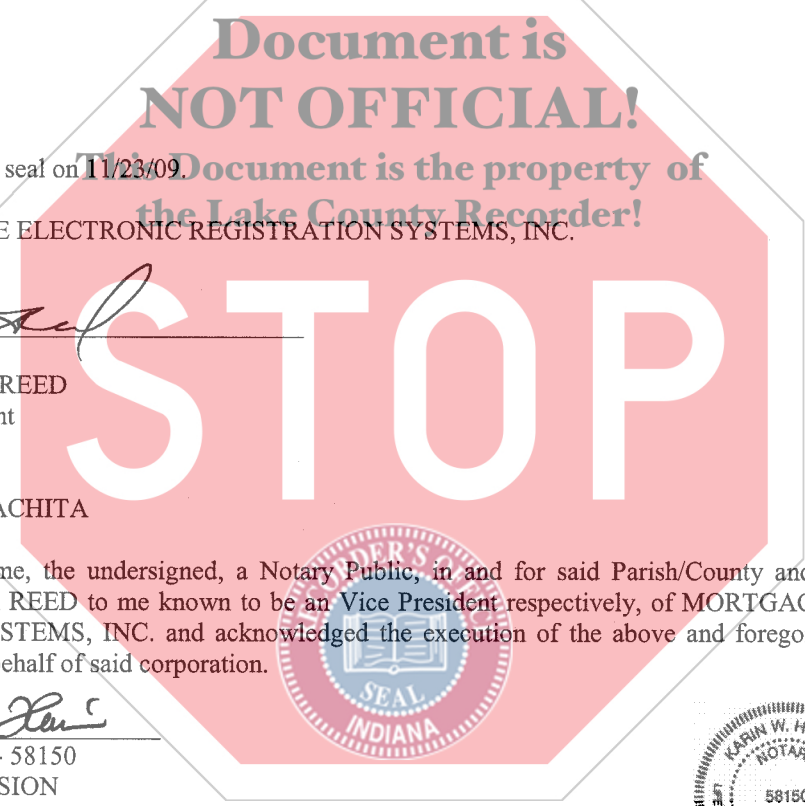 Document is
NOT OFFICIAL!
This Document is the property of
the Lake County Recorder!
seal on 11/23/09.
E ELECTRONIC REGISTRATION SYSTEMS, INC.
STOP
REED
nt
ACHITA
me, the undersigned, a Notary Public, in and for said Parish/County and
REED to me known to be an Vice President respectively, of MORTGAG
STEMS, INC. and acknowledged the execution of the above and forego
ehalf of said corporation.
RECORDER'S OFFICE
SEAL
INDIANA
- 58150
SION
KARIN W. H
NOTAR
58150